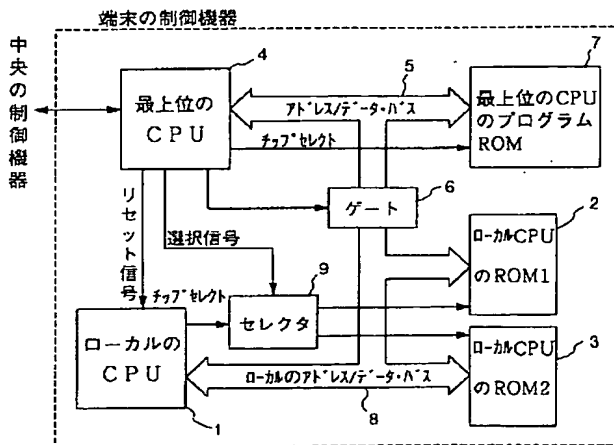 端末の制御機器
中央の制御機器
4
最上位の
CPU
5
アドレス/データ・バス
チップセレクト
7
最上位のCPU
のプログラム
ROM
6
ゲート
リセット信号
選択信号
2
ローカルCPU
のROM1
チップセレクト
9
セレクタ
ローカルの
CPU
1
ローカルのアドレス/データ・バス
8
ローカルCPU
のROM2
3